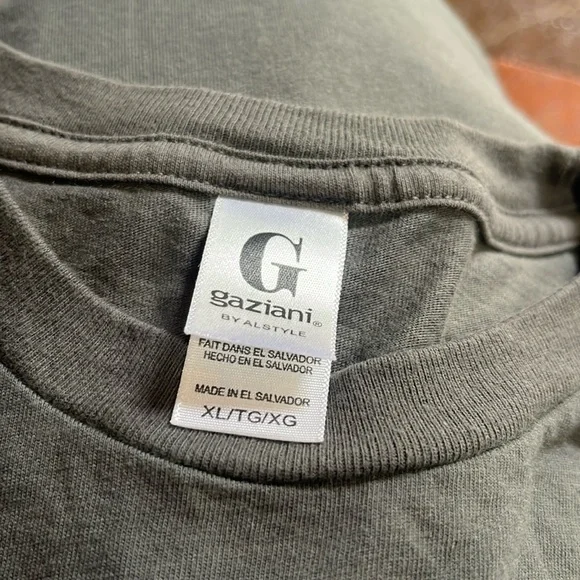 G
gaziani®
BY ALSTYLE
FAIT DANS EL SALVADOR
HECHO EN EL SALVADOR
MADE IN EL SALVADOR
XL/TG/XG